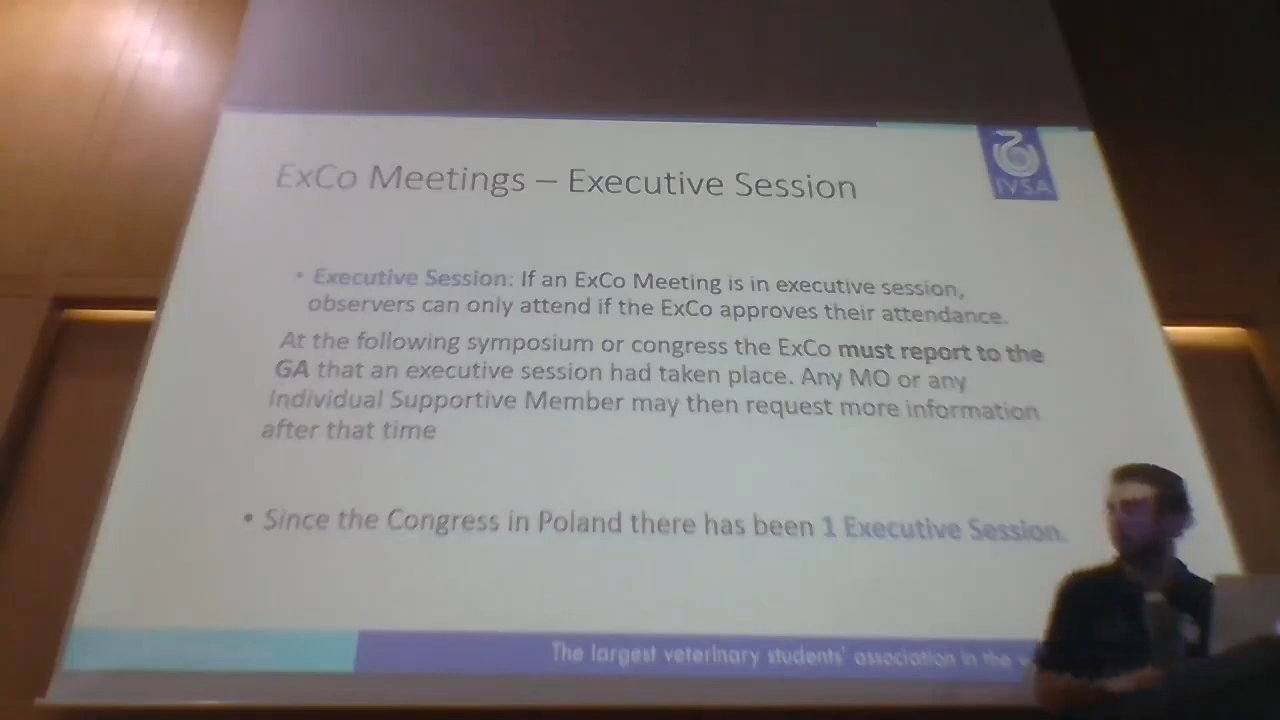 ExCo Meetings – Executive Session
IVSA
• Executive Session: If an ExCo Meeting is in executive session,
observers can only attend if the ExCo approves their attendance.
At the following symposium or congress the ExCo must report to the
GA that an executive session had taken place. Any MO or any
Individual Supportive Member may then request more information
after that time
• Since the Congress in Poland there has been 1 Executive Session.
The largest veterinary students' association in the